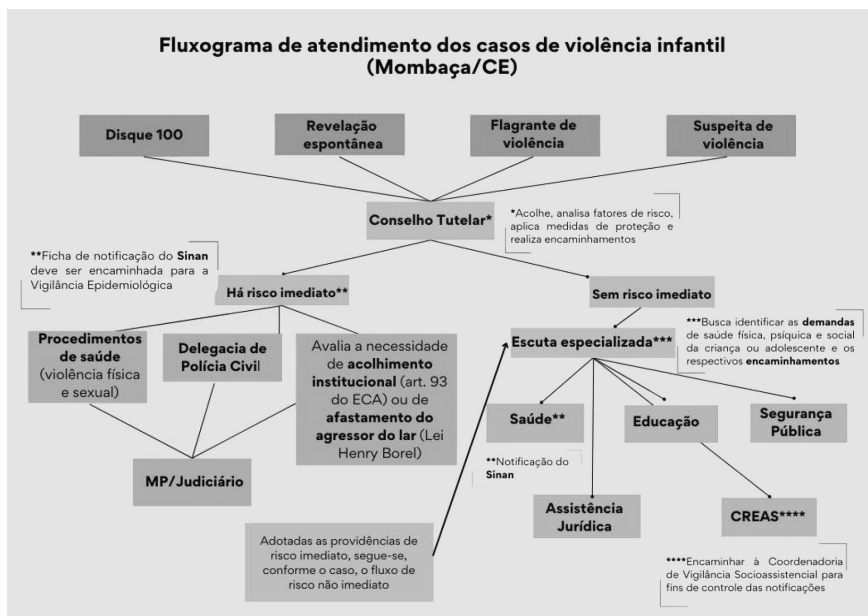 Fluxograma de atendimento dos casos de violência infantil
(Mombaça/CE)
Disque 100
Revelação
espontânea
Flagrante de
violência
Suspeita de
violência
Conselho Tutelar*
*Acolhe, analisa fatores de risco,
aplica medidas de proteção e
realiza encaminhamentos
**Ficha de notificação do Sinan
deve ser encaminhada para a
Vigilância Epidemiológica
Há risco imediato**
Sem risco imediato
Procedimentos
de saúde
(violência física
e sexual)
Delegacia de
Polícia Civil
Avalia a necessidade
de acolhimento
institucional (art. 93
do ECA) ou de
afastamento do
agressor do lar (Lei
Henry Borel)
MP/Judiciário
Escuta especializada***
***Busca identificar as demandas
de saúde física, psíquica e social
da criança ou adolescente e os
respectivos encaminhamentos
Saúde**
Educação
Segurança
Pública
**Notificação do
Sinan
Assistência
Jurídica
CREAS****
Adotadas as providências de
risco imediato, segue-se,
conforme o caso, o fluxo de
risco não imediato
****Encaminhar à Coordenadoria
de Vigilância Socioassistencial para
fins de controle das notificações